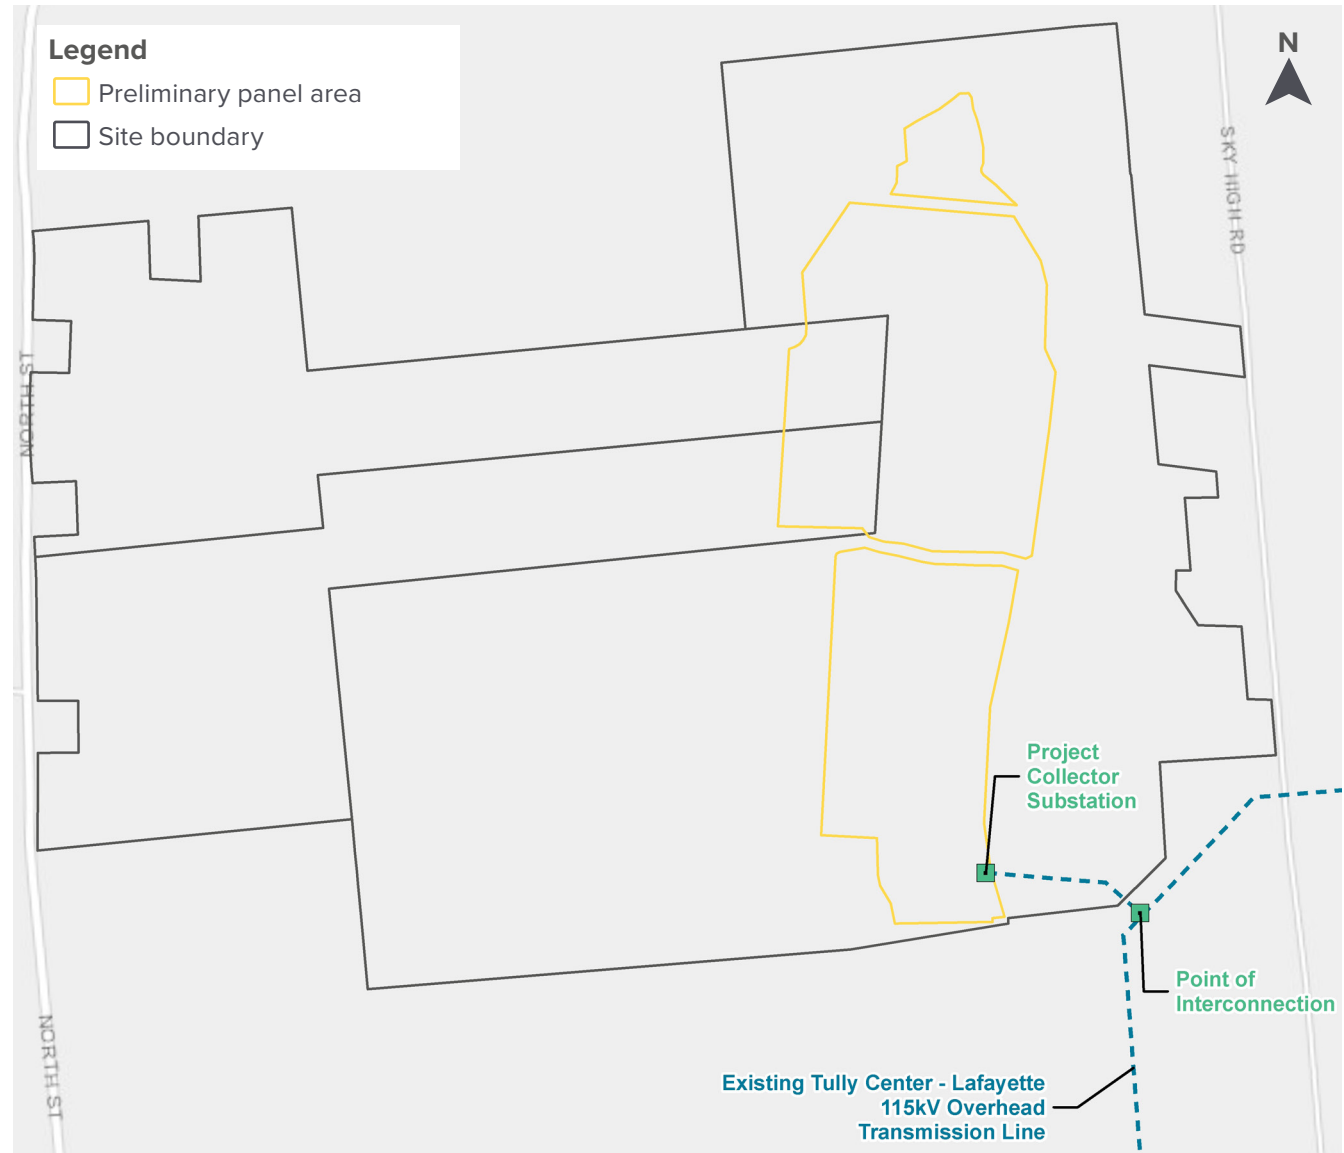 Legend
Preliminary panel area
Site boundary
N
SKY HIGH RD
NORTH ST
Project
Collector
Substation
Point of
Interconnection
NORTH ST
Existing Tully Center - Lafayette
115kV Overhead
Transmission Line